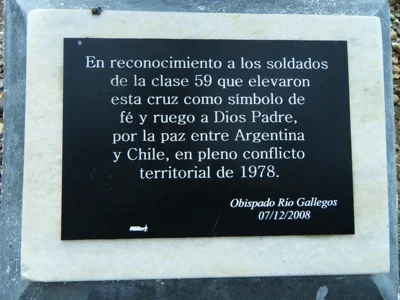 En reconocimiento a los soldados
de la clase 59 que elevaron
esta cruz como símbolo de
fé y ruego a Dios Padre,
por la paz entre Argentina
y Chile, en pleno conflicto
territorial de 1978.
Obispado Río Gallegos
07/12/2008